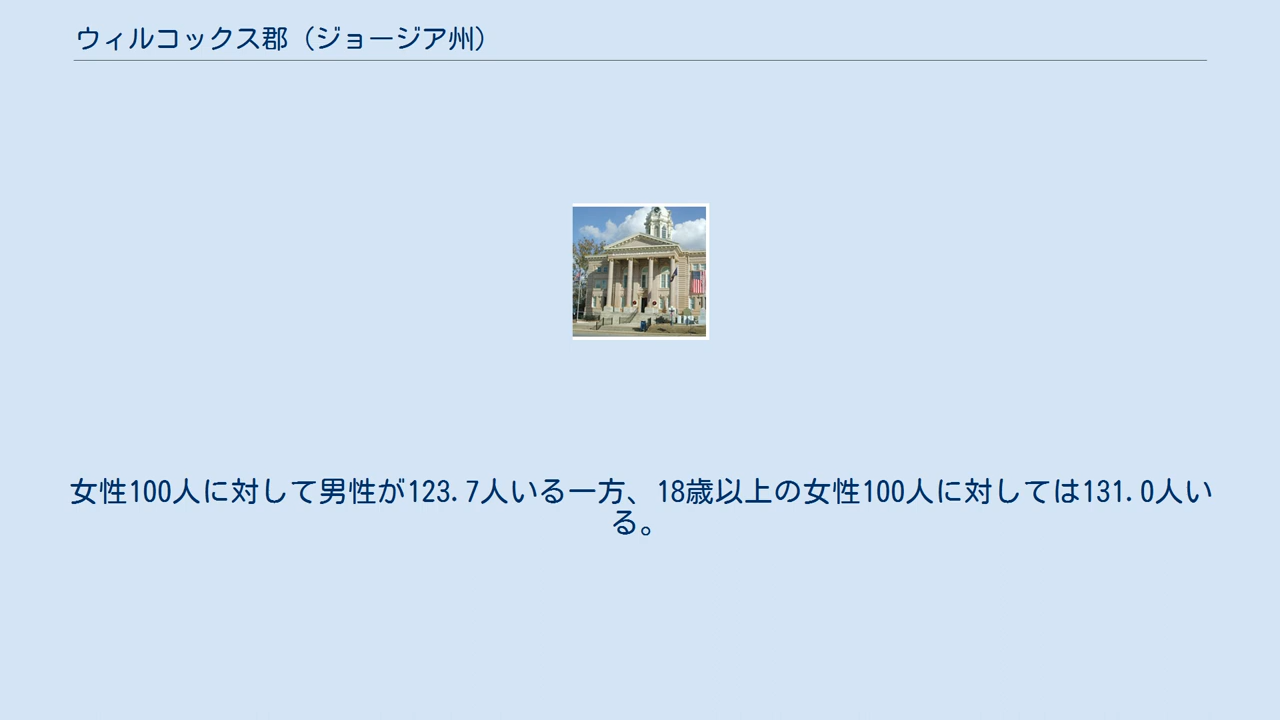 ウィルコックス郡（ジョージア州）
女性100人に対して男性が123.7人いる一方、18歳以上の女性100人に対しては131.0人い
る。